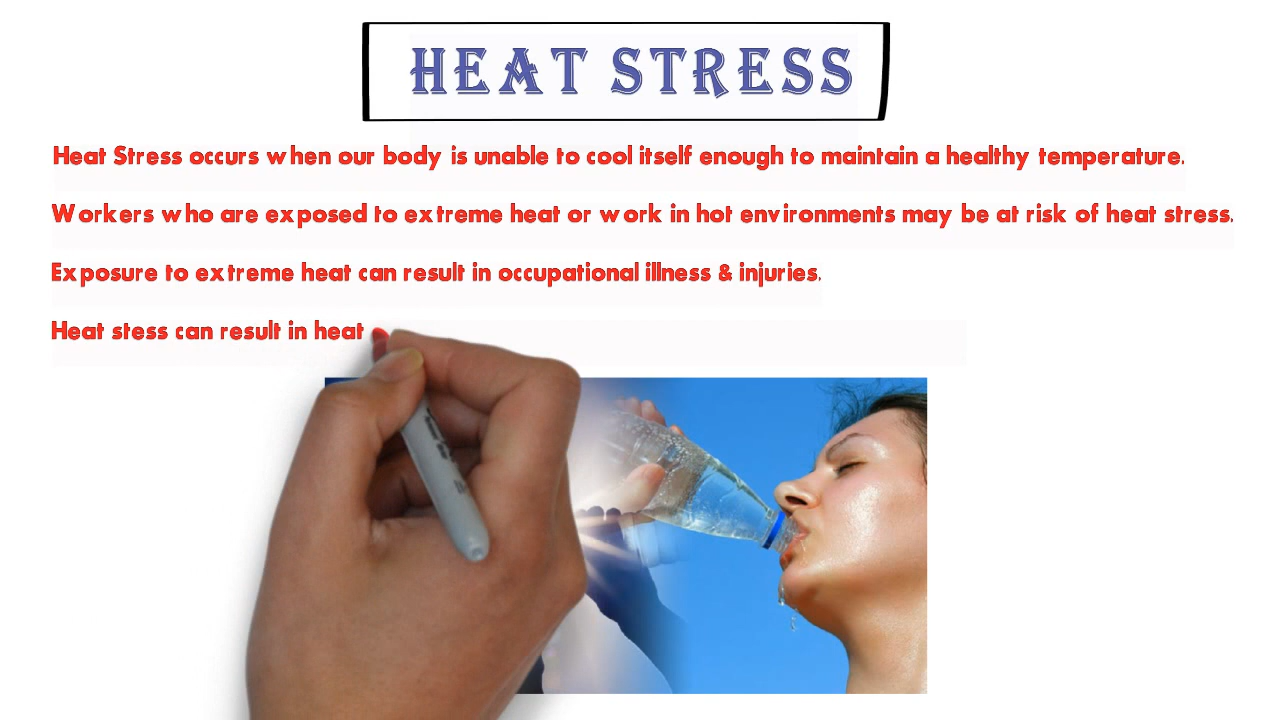 HEAT STRESS
Heat Stress occurs when our body is unable to cool itself enough to maintain a healthy temperature.
Workers who are exposed to extreme heat or work in hot environments may be at risk of heat stress.
Exposure to extreme heat can result in occupational illness & injuries.
Heat stess can result in heat